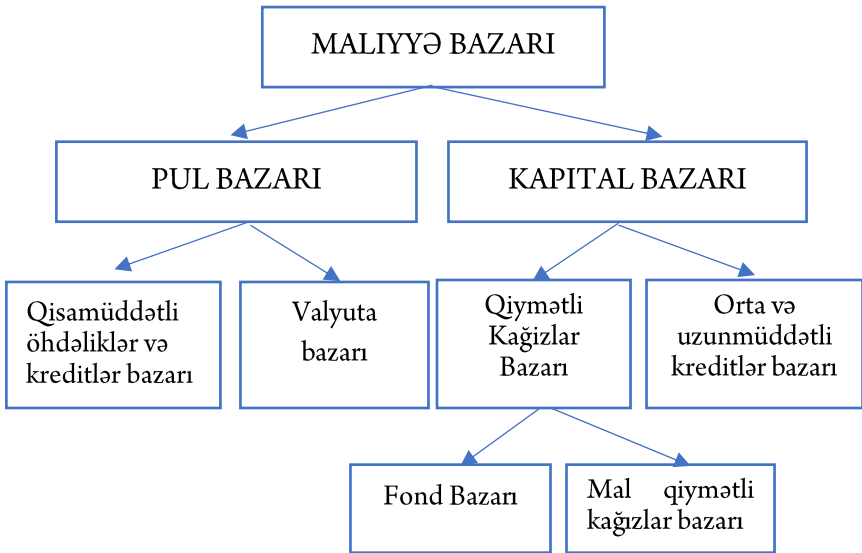 MALIYYƏ BAZARI
PUL BAZARI
KAPITAL BAZARI
Qisamüddətli
öhdəliklər və
kreditlər bazarı
Valyuta
bazarı
Qiymətli
Kağizlar
Bazarı
Orta və
uzunmüddətli
kreditlər bazarı
Fond Bazarı
Mal qiymətli
kağızlar bazarı